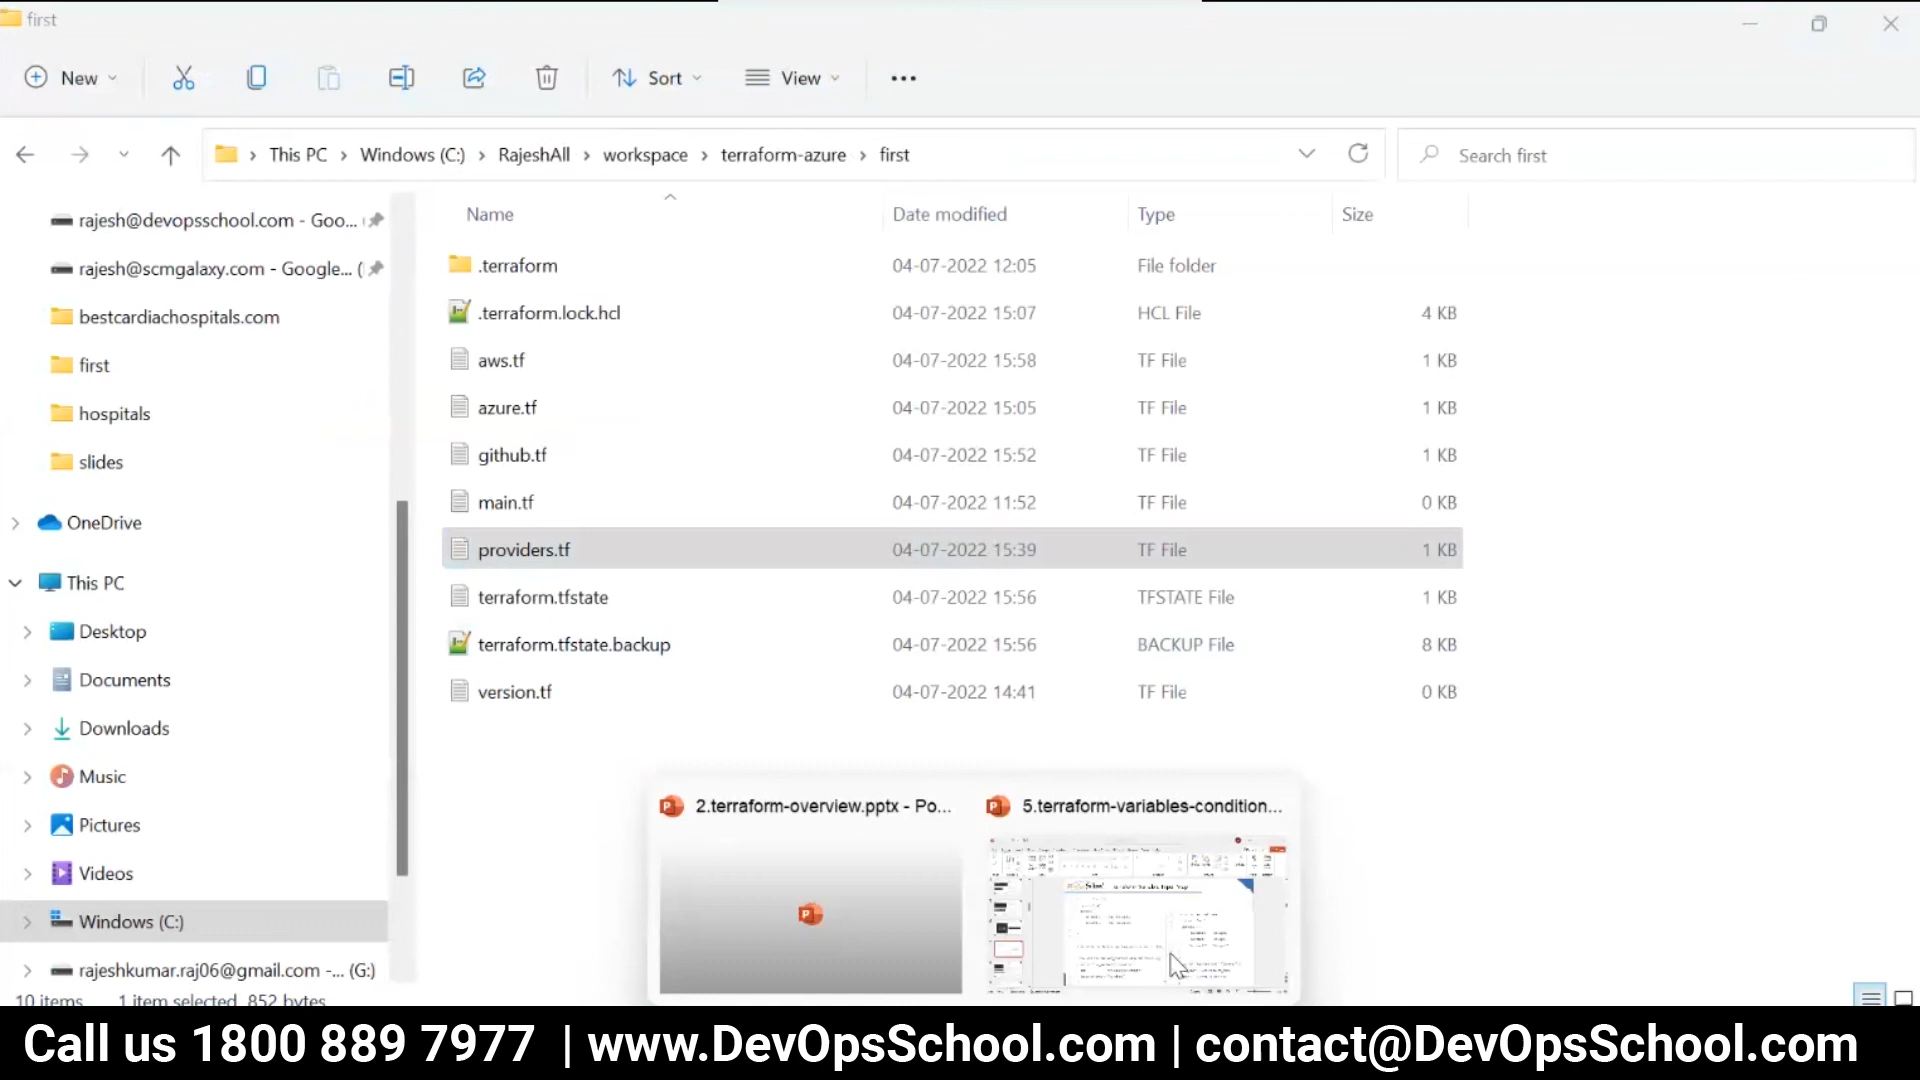 first
New Sort View
This PC Windows (C:) RajeshAll workspace terraform-azure first Search first
Name Date modified Type Size
.terraform 04-07-2022 12:05 File folder
.terraform.lock.hcl 04-07-2022 15:07 HCL File 4 KB
aws.tf 04-07-2022 15:58 TF File 1 KB
azure.tf 04-07-2022 15:05 TF File 1 KB
github.tf 04-07-2022 15:52 TF File 1 KB
main.tf 04-07-2022 11:52 TF File 0 KB
providers.tf 04-07-2022 15:39 TF File 1 KB
terraform.tfstate 04-07-2022 15:56 TFSTATE File 1 KB
terraform.tfstate.backup 04-07-2022 15:56 BACKUP File 8 KB
version.tf 04-07-2022 14:41 TF File 0 KB
rajesh@devopsschool.com - Goo...
rajesh@scmgalaxy.com - Google... (
bestcardiachospitals.com
first
hospitals
slides
OneDrive
This PC
Desktop
Documents
Downloads
Music
Pictures
Videos
Windows (C:)
rajeshkumar.raj06@gmail.com -... (G:)
10 items 1 item selected 852 bytes
2.terraform-overview.pptx - Po...
5.terraform-variables-condition...
Call us 1800 889 7977 | www.DevOpsSchool.com | contact@DevOpsSchool.com